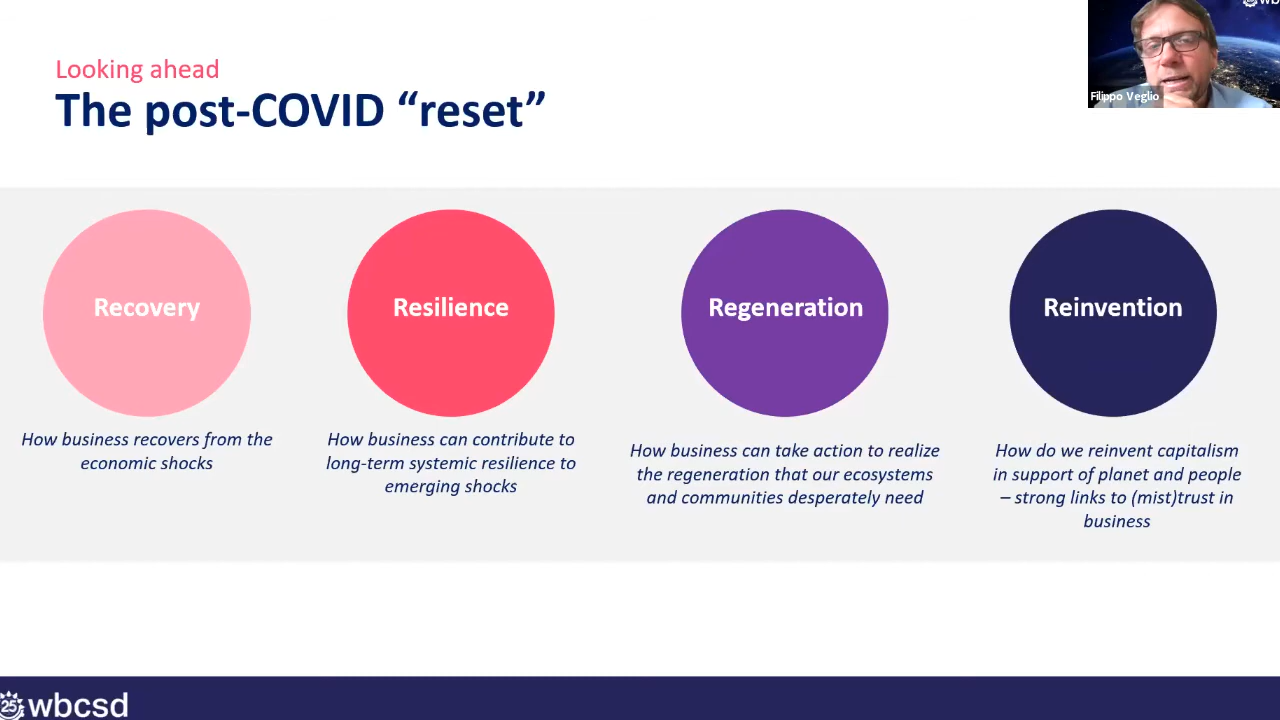 Looking ahead
The post-COVID “reset”
wb
Filippo Veglio
Recovery
Resilience
Regeneration
Reinvention
How business recovers from the
economic shocks
How business can contribute to
long-term systemic resilience to
emerging shocks
How business can take action to realize
the regeneration that our ecosystems
and communities desperately need
How do we reinvent capitalism
in support of planet and people
– strong links to (mist)trust in
business
25
wbcsd